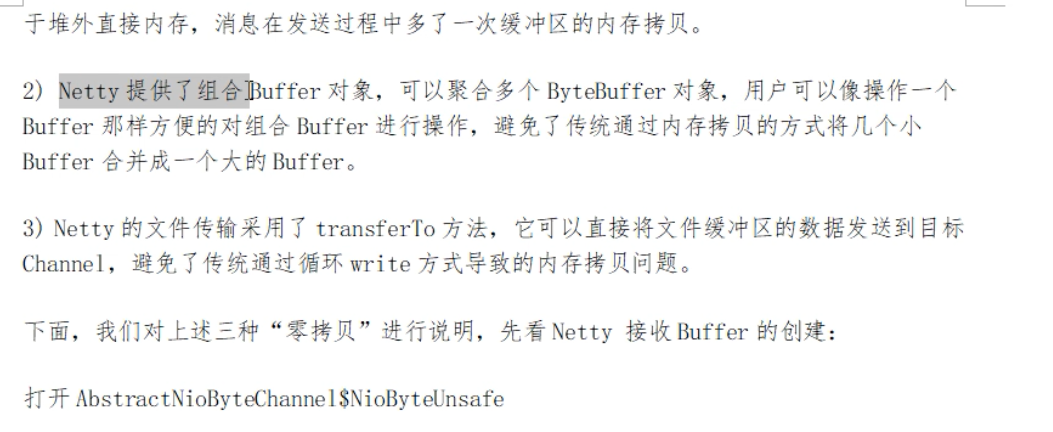 于堆外直接内存，消息在发送过程中多了一次缓冲区的内存拷贝。
2) Netty 提供了组合 Buffer 对象，可以聚合多个 ByteBuffer 对象，用户可以像操作一个
Buffer 那样方便的对组合 Buffer 进行操作，避免了传统通过内存拷贝的方式将几个小
Buffer 合并成一个大的 Buffer。
3) Netty 的文件传输采用了 transferTo 方法，它可以直接将文件缓冲区的数据发送到目标
Channel，避免了传统通过循环 write 方式导致的内存拷贝问题。
下面，我们对上述三种“零拷贝”进行说明，先看 Netty 接收 Buffer 的创建：
打开 AbstractNioByteChannel$NioByteUnsafe